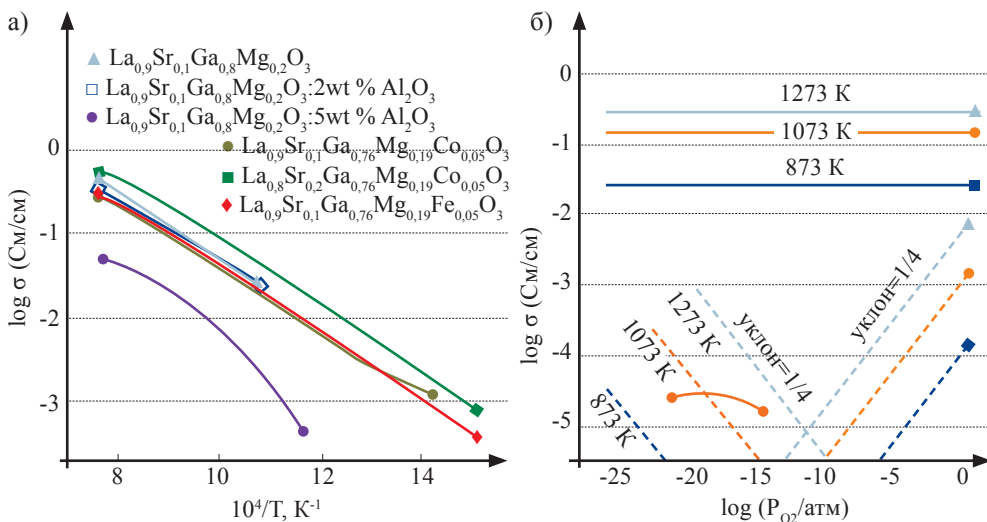 а)
La0,9Sr0,1Ga0,8Mg0,2O3
La0,9Sr0,1Ga0,8Mg0,2O3:2wt % Al2O3
La0,9Sr0,1Ga0,8Mg0,2O3:5wt % Al2O3
La0,9Sr0,1Ga0,76Mg0,19Co0,05O3
La0,8Sr0,2Ga0,76Mg0,19Co0,05O3
La0,9Sr0,1Ga0,76Mg0,19Fe0,05O3
0
-1
-2
-3
log σ (См/см)
8
10
12
14
10⁴/T, K⁻¹
б)
0
-1
-2
-3
-4
-5
log σ (См/см)
1273 К
1073 К
873 К
уклон=1/4
уклон=1/4
1273 К
1073 К
873 К
-25
-20
-15
-10
-5
0
log (PO2/атм)